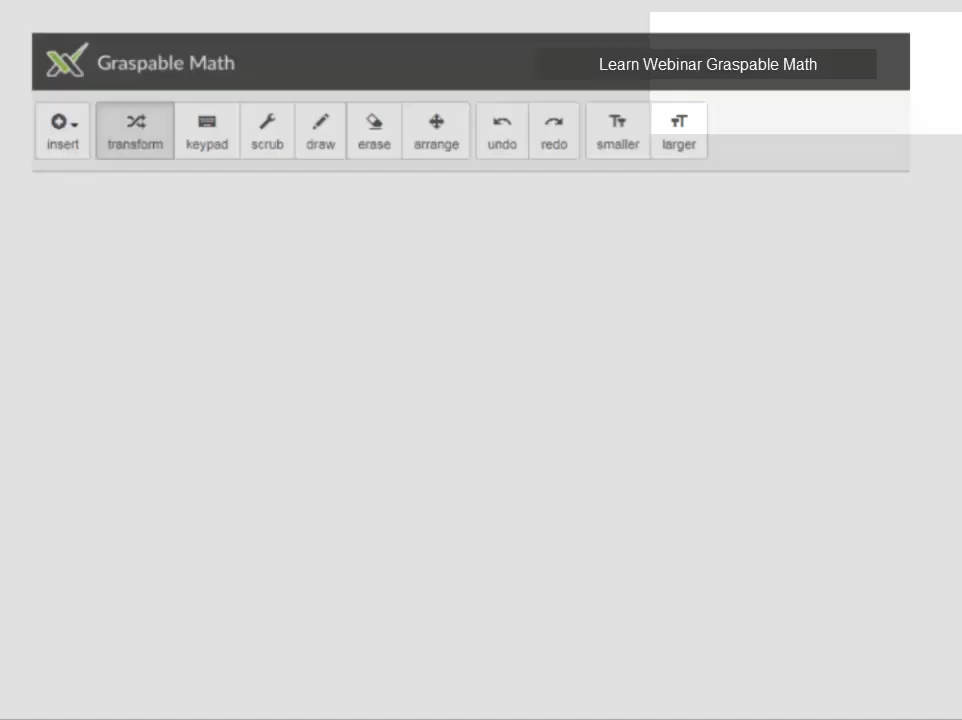 Graspable Math
Learn Webinar Graspable Math
insert transform keypad scrub draw erase arrange undo redo smaller larger